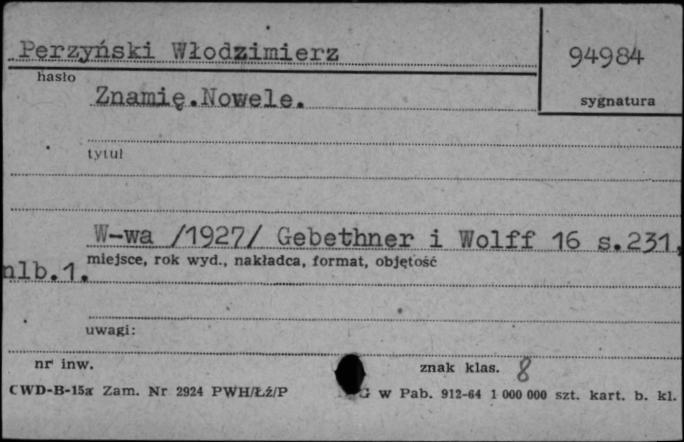 Perzyński Włodzimierz
94984
hasło
sygnatura
Znamię.Nowele.
tytuł
W-wa /1927/ Gebethner i Wolff 16 s.231,
miejsce, rok wyd., nakładca, format, objętość
nlb.1.
uwagi:
nr inw.
znak klas. 8
CWD-B-15a Zam. Nr 2924 PWH/Łź/P
G w Pab. 912-64 1 000 000 szt. kart. b. kl.